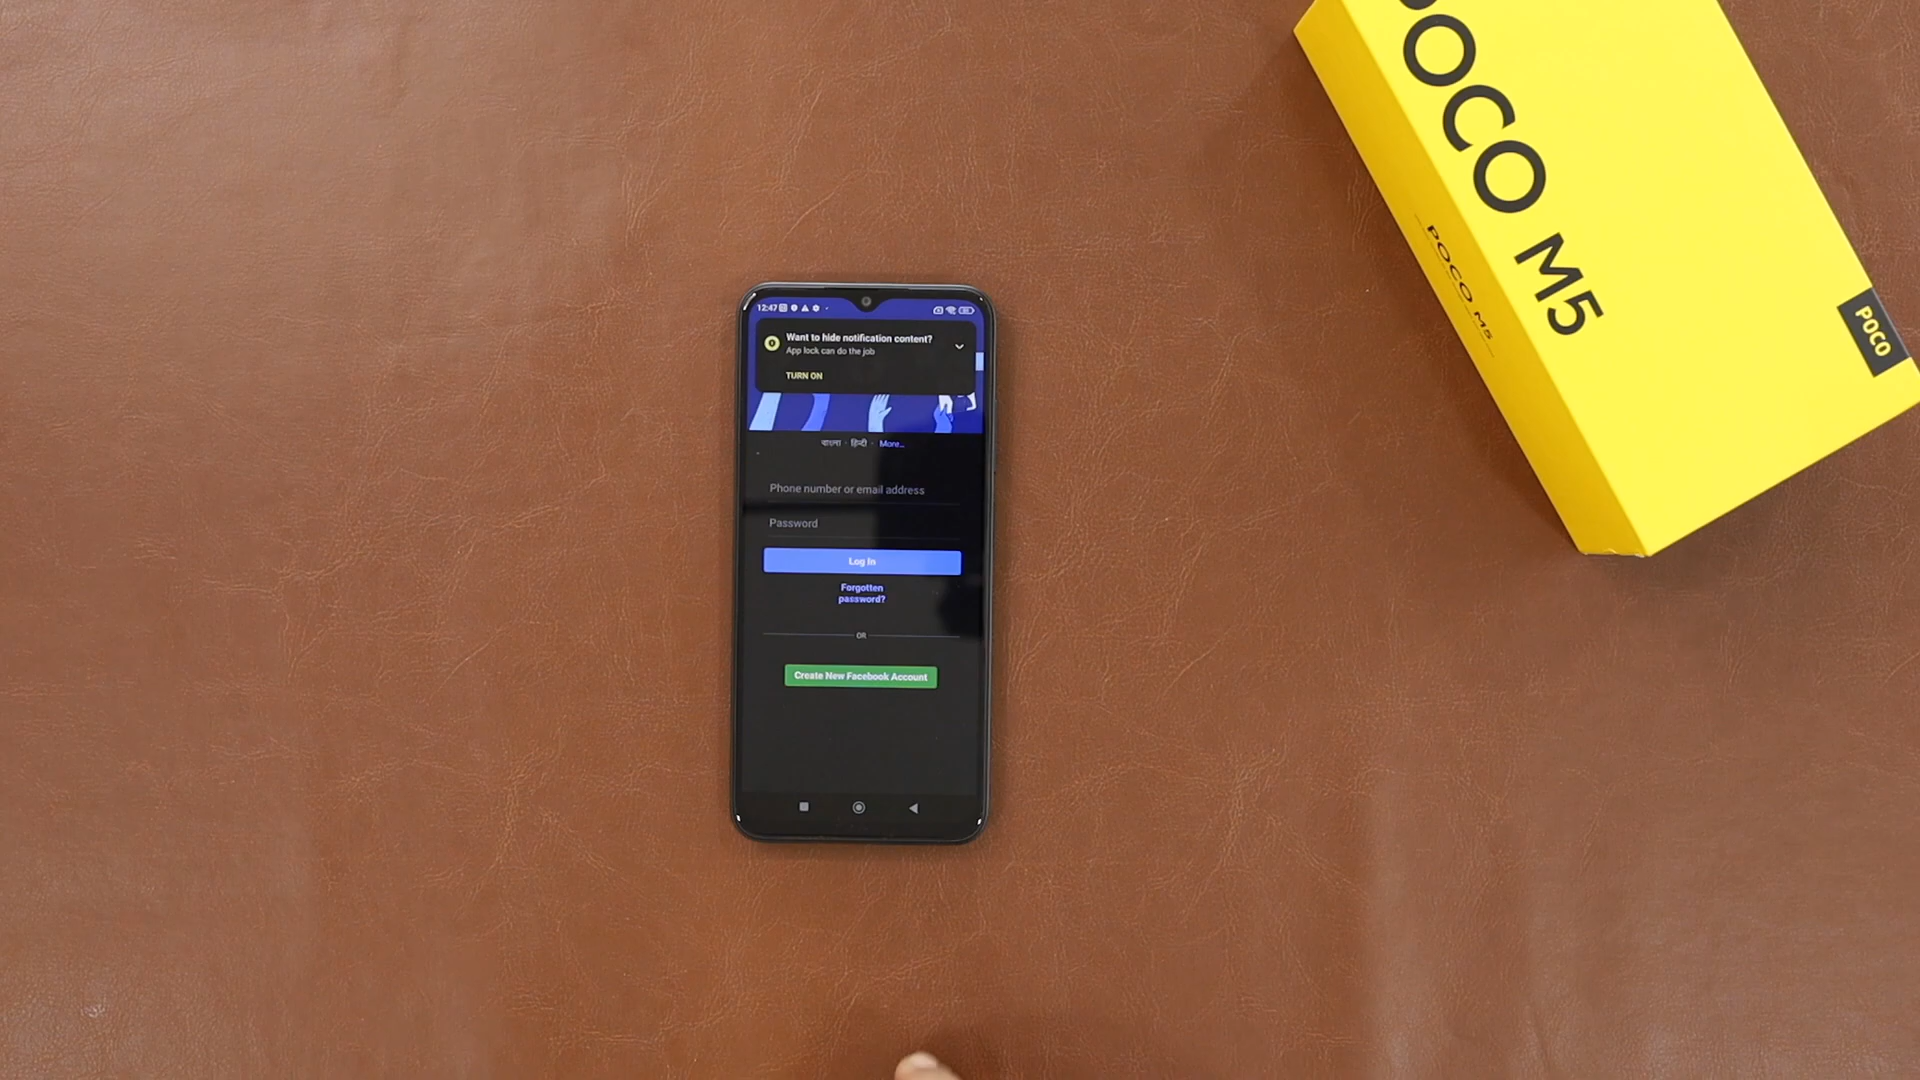 POCO M5
POCO M5
POCO
12:47
Want to hide notification content?
App lock can do the job
TURN ON
বাংলা · हिन्दी · More...
Phone number or email address
Password
Log In
Forgotten
password?
OR
Create New Facebook Account